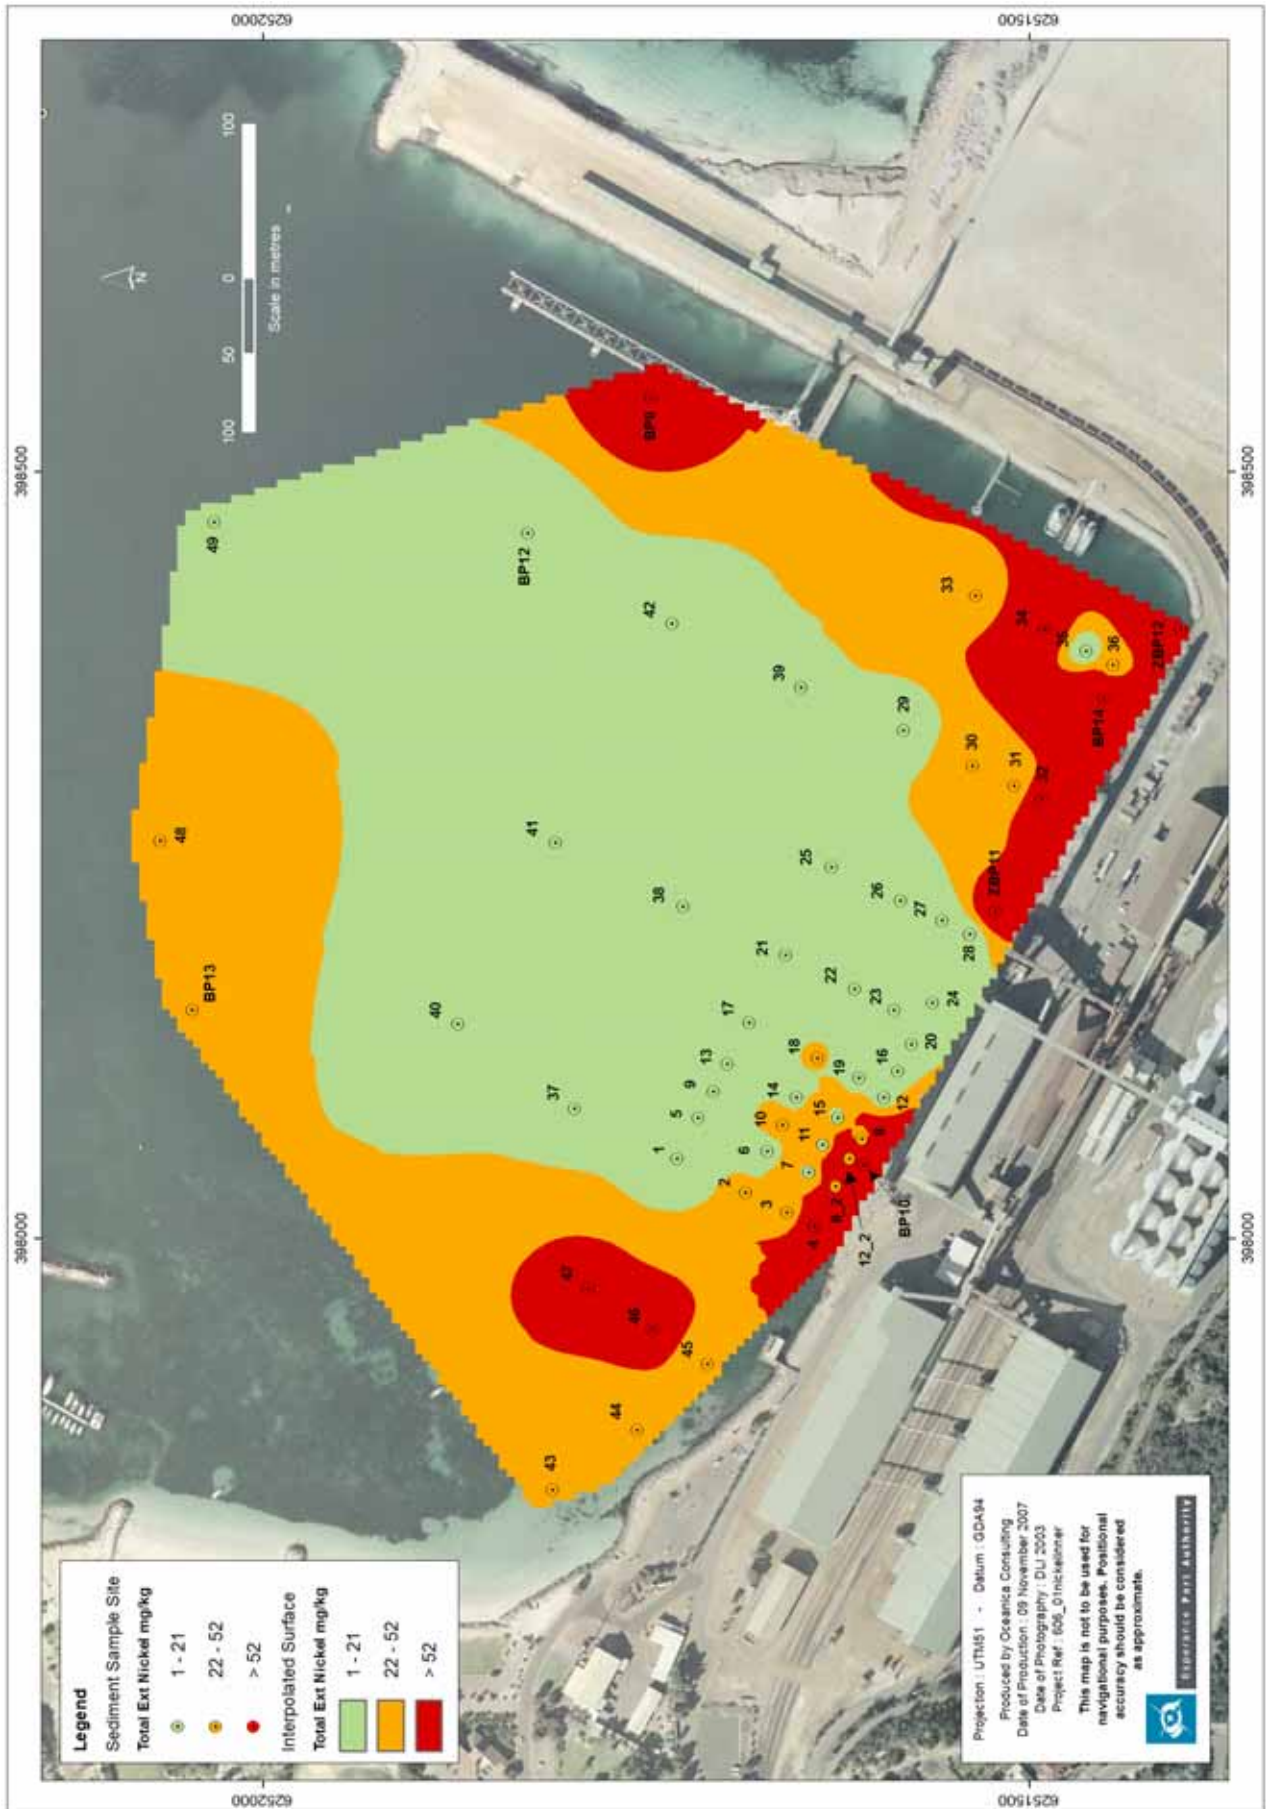 Legend
Sediment Sample Site
Total Ext Nickel mg/kg
1 - 21
22 - 52
> 52
Interpolated Surface
Total Ext Nickel mg/kg
1 - 21
22 - 52
> 52
398000
398500
6252000
6252000
6251500
6251500
398000
398500
N
100
50
0
100
Scale in metres
43
44
45
46
47
BP13
48
49
BP12
BP9
40
41
42
37
38
39
1
5
9
13
17
21
25
29
33
2
6
10
14
18
22
26
30
34
3
7
11
15
19
23
27
31
35
4
8_2
8
12
16
20
24
28
32
36
12_2
BP10
ZBP11
BP14
ZBP12
Projection : UTM51 - Datum : GDA94
Produced by Oceanica Consulting
Date of Production : 09 November 2007
Date of Photography : DLI 2003
Project Ref : 606_01nickelinner
This map is not to be used for
navigational purposes. Positional
accuracy should be considered
as approximate.
Esperance Port Authority